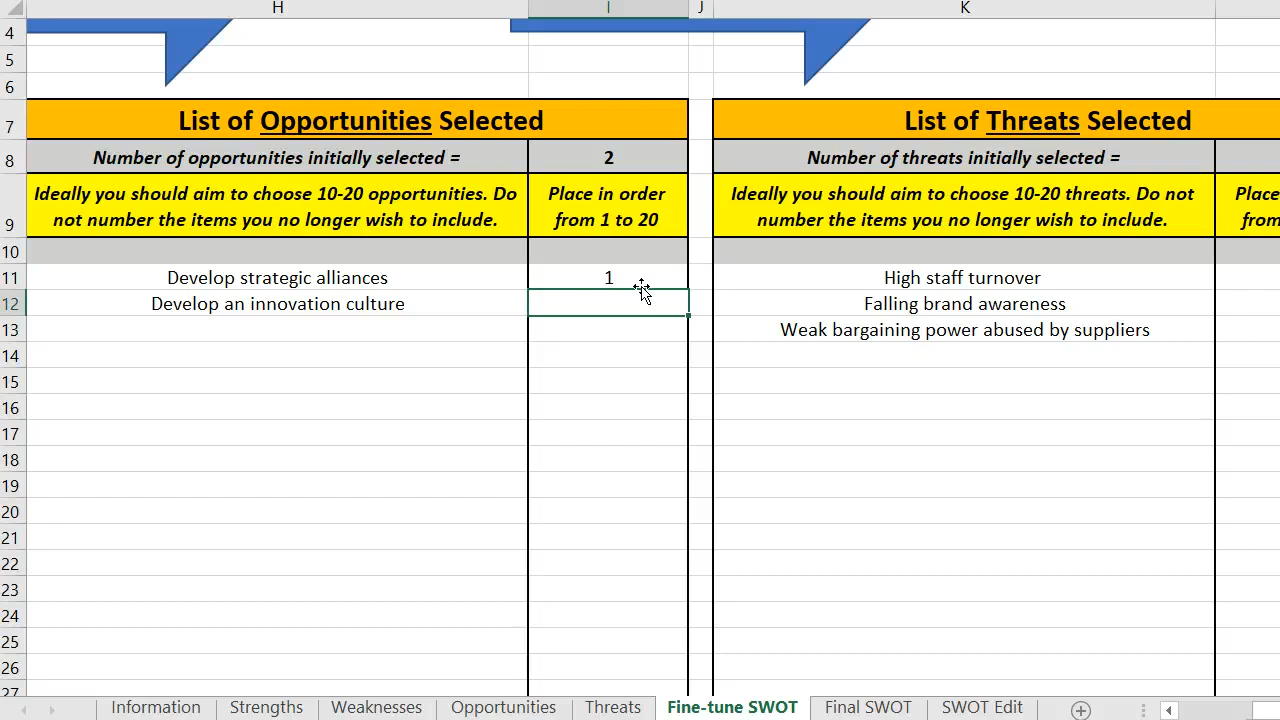 H I J K
4
5
6
7 List of Opportunities Selected List of Threats Selected
8 Number of opportunities initially selected = 2 Number of threats initially selected =
Ideally you should aim to choose 10-20 opportunities. Do Place in order Ideally you should aim to choose 10-20 threats. Do not Place
9 not number the items you no longer wish to include. from 1 to 20 number the items you no longer wish to include. from
10
11 Develop strategic alliances 1 High staff turnover
12 Develop an innovation culture Falling brand awareness
13 Weak bargaining power abused by suppliers
14
15
16
17
18
19
20
21
22
23
24
25
26
27
Information Strengths Weaknesses Opportunities Threats Fine-tune SWOT Final SWOT SWOT Edit